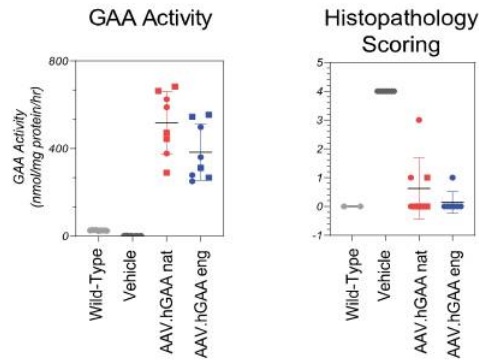 GAA Activity
GAA Activity
(nmol/mg protein/hr)
800
400
0
Wild-Type
Vehicle
AAV.hGAA nat
AAV.hGAA eng
Histopathology
Scoring
5
4
3
2
1
0
-1
Wild-Type
Vehicle
AAV.hGAA nat
AAV.hGAA eng